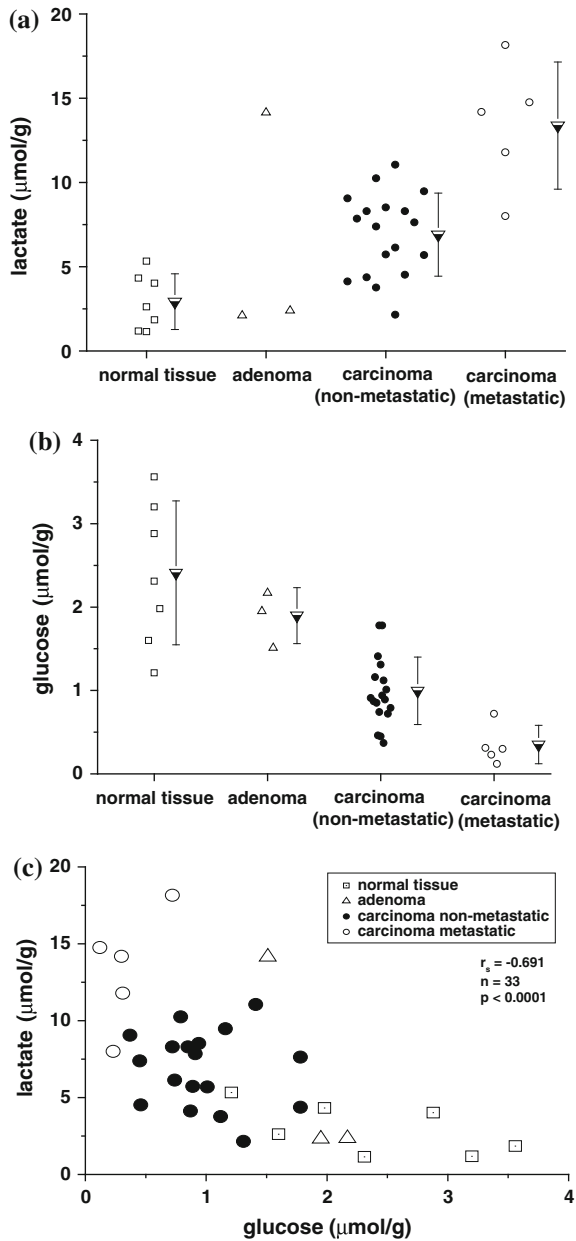 (a)
20
15
10
5
0
lactate (μmol/g)
normal tissue
adenoma
carcinoma
(non-metastatic)
carcinoma
(metastatic)
(b)
4
3
2
1
0
glucose (μmol/g)
normal tissue
adenoma
carcinoma
(non-metastatic)
carcinoma
(metastatic)
(c)
20
15
10
5
0
lactate (μmol/g)
normal tissue
adenoma
carcinoma non-metastatic
carcinoma metastatic
rs = -0.691
n = 33
p < 0.0001
0 1 2 3 4
glucose (μmol/g)